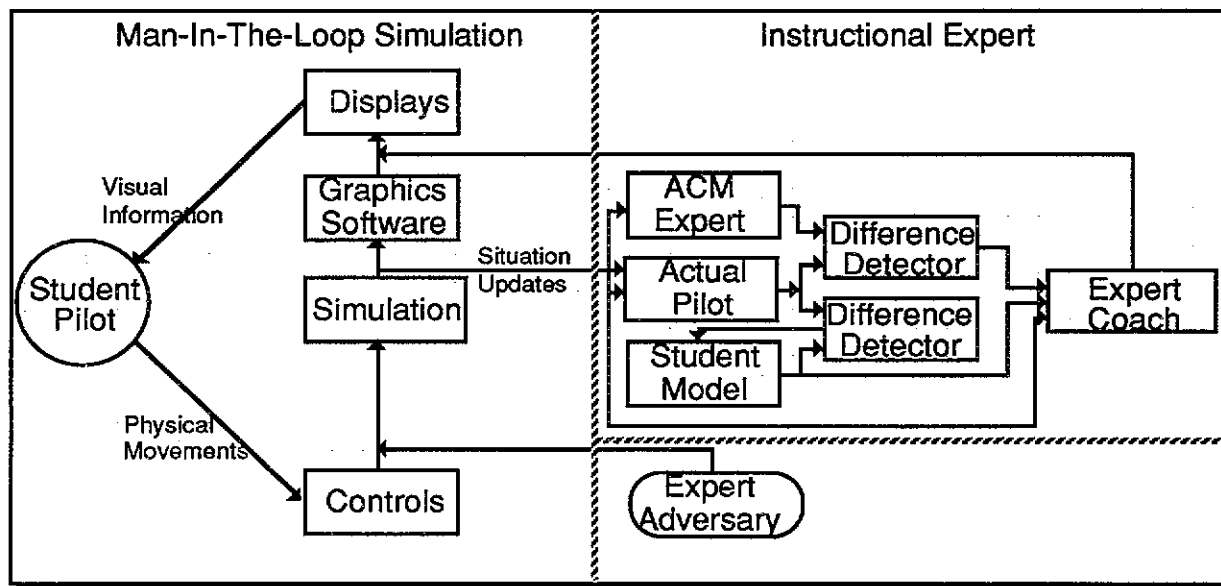 Man-In-The-Loop Simulation
Instructional Expert
Displays
Visual
Information
Graphics
Software
Student
Pilot
Simulation
Situation
Updates
Physical
Movements
Controls
ACM
Expert
Actual
Pilot
Student
Model
Difference
Detector
Difference
Detector
Expert
Coach
Expert
Adversary